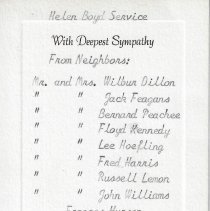 Helen Boyd Service
With Deepest Sympathy
From Neighbors:
Mr. and Mrs. Wilbur Dillon
" " Jack Feagans
" " Bernard Peachee
" " Floyd Kennedy
" " Lee Hoefling
" " Fred Harris
" " Russell Lenon
" " John Williams